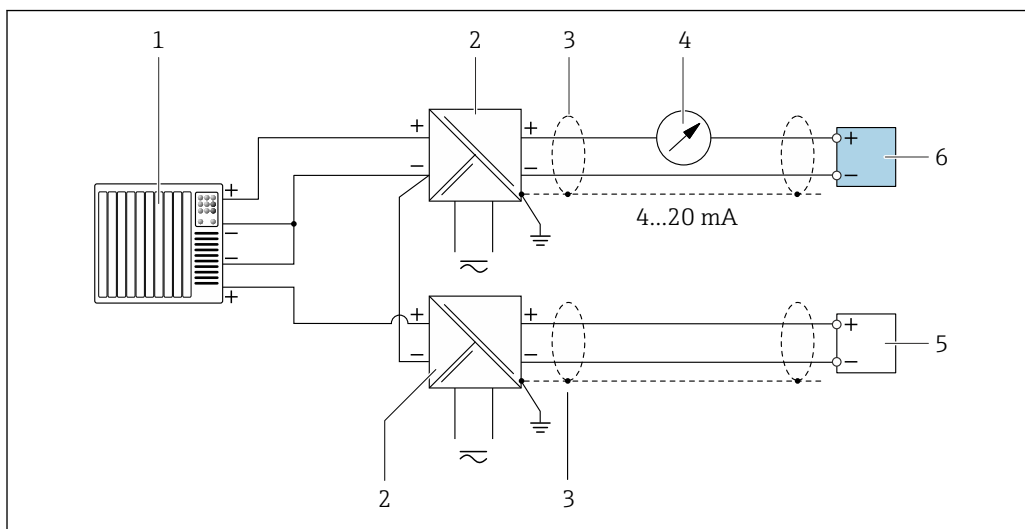 1 2 3 4
+ +
+ + 
− −
− 6
+
−
4...20 mA
−
+
+ + +
5
− − −
2 3